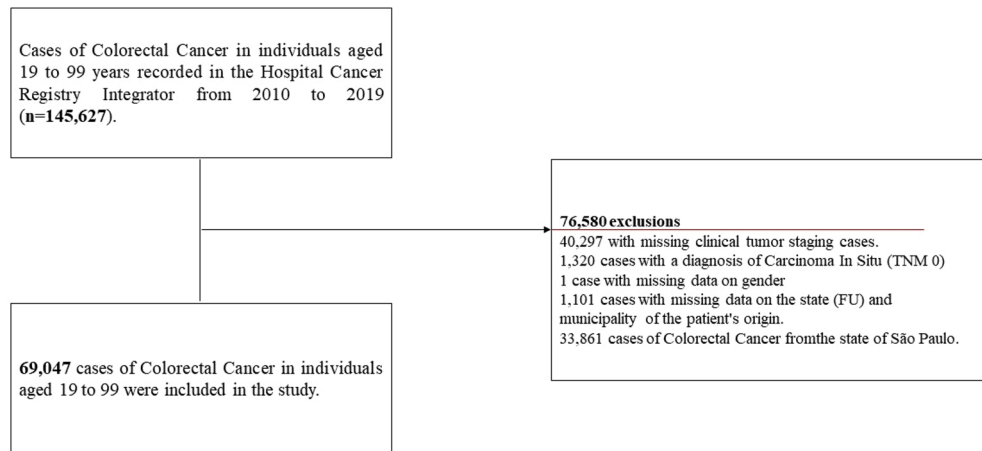 Cases of Colorectal Cancer in individuals aged
19 to 99 years recorded in the Hospital Cancer
Registry Integrator from 2010 to 2019
(n=145,627).
76,580 exclusions
40,297 with missing clinical tumor staging cases.
1,320 cases with a diagnosis of Carcinoma In Situ (TNM 0)
1 case with missing data on gender
1,101 cases with missing data on the state (FU) and
municipality of the patient's origin.
33,861 cases of Colorectal Cancer fromthe state of São Paulo.
69,047 cases of Colorectal Cancer in individuals
aged 19 to 99 were included in the study.